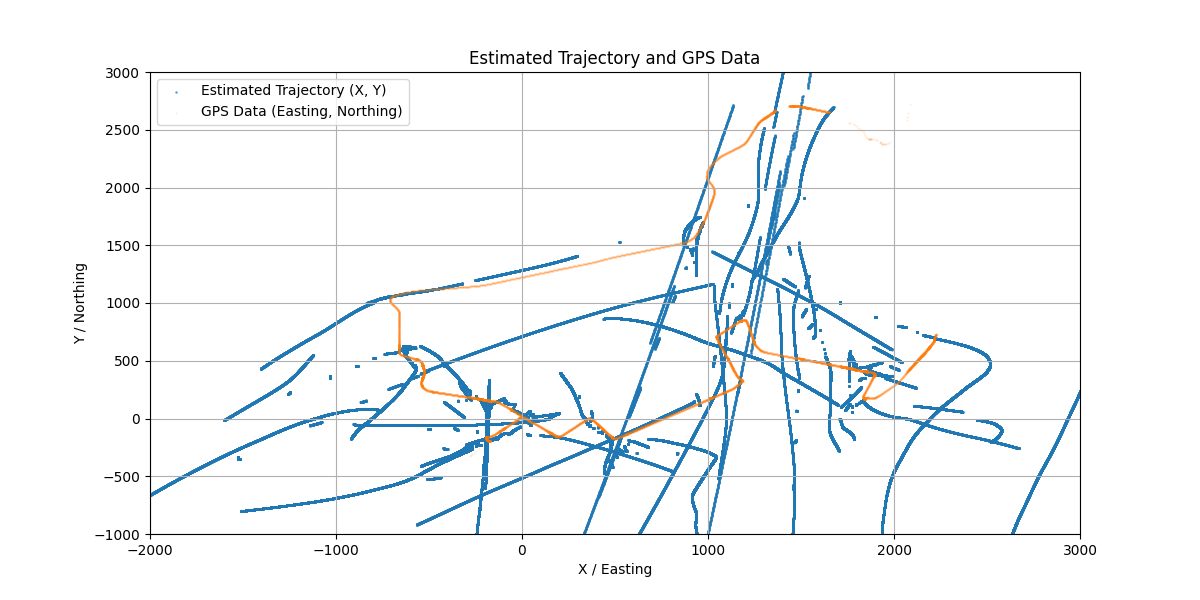 Estimated Trajectory and GPS Data
Estimated Trajectory (X, Y)
GPS Data (Easting, Northing)
Y / Northing
3000
2500
2000
1500
1000
500
0
−500
−1000
−2000 −1000 0 1000 2000 3000
X / Easting